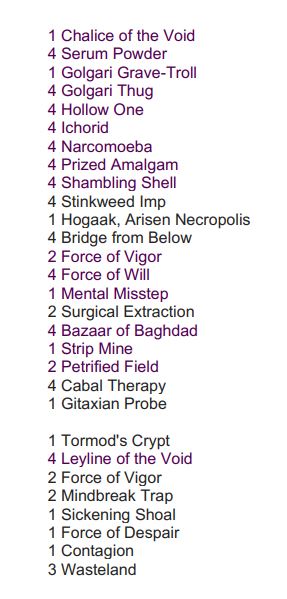 1 Chalice of the Void
4 Serum Powder
1 Golgari Grave-Troll
4 Golgari Thug
4 Hollow One
4 Ichorid
4 Narcomoeba
4 Prized Amalgam
4 Shambling Shell
4 Stinkweed Imp
1 Hogaak, Arisen Necropolis
4 Bridge from Below
2 Force of Vigor
4 Force of Will
1 Mental Misstep
2 Surgical Extraction
4 Bazaar of Baghdad
1 Strip Mine
2 Petrified Field
4 Cabal Therapy
1 Gitaxian Probe
1 Tormod's Crypt
4 Leyline of the Void
2 Force of Vigor
2 Mindbreak Trap
1 Sickening Shoal
1 Force of Despair
1 Contagion
3 Wasteland